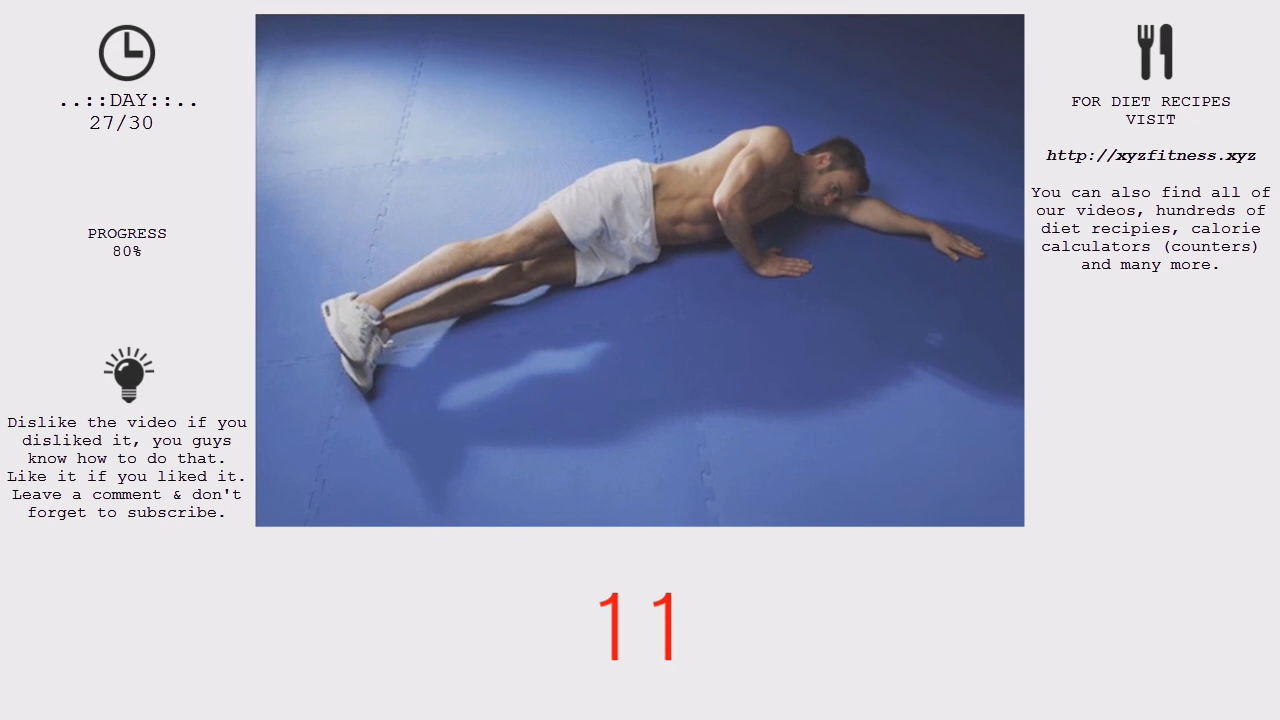 ..::DAY::..
27/30
PROGRESS
80%
Dislike the video if you
disliked it, you guys
know how to do that.
Like it if you liked it.
Leave a comment & don't
forget to subscribe.
FOR DIET RECIPES
VISIT
http://xyzfitness.xyz
You can also find all of
our videos, hundreds of
diet recipies, calorie
calculators (counters)
and many more.
11